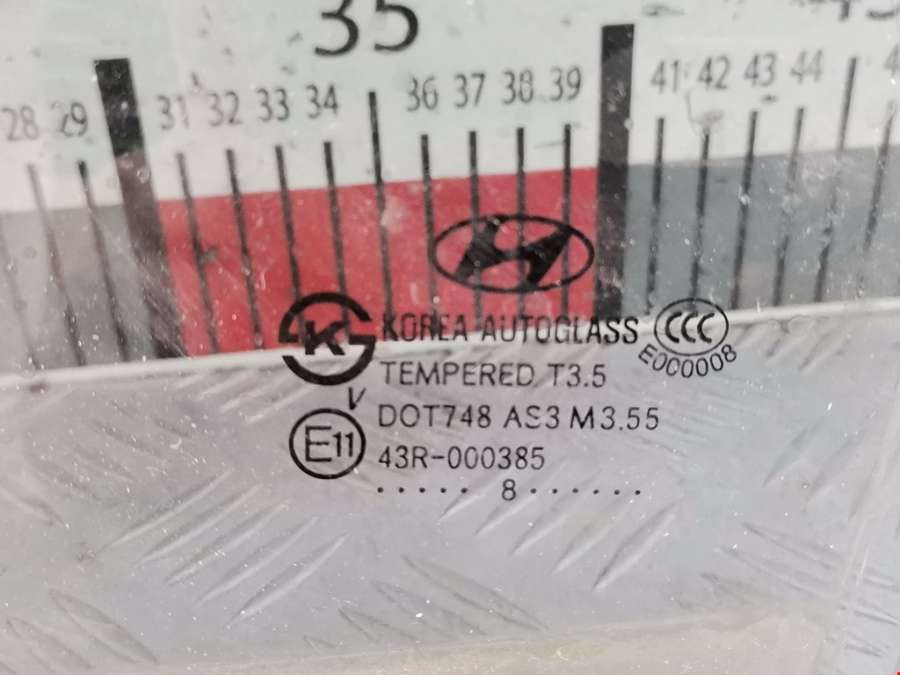 35
28 29 31 32 33 34 36 37 38 39 41 42 43 44
KOREA AUTOGLASS CCC
E000008
TEMPERED T3.5
V
DOT748 AS3 M3.55
E11 43R-000385
· · · · · 8 · · · · · ·
K